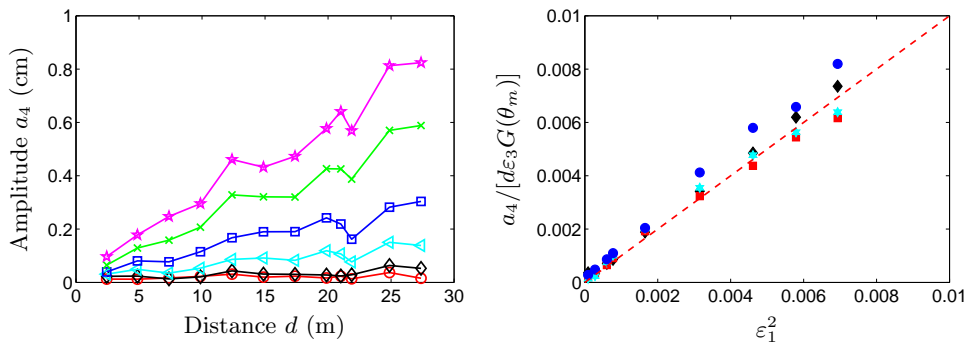 1
0.8
0.6
0.4
0.2
0
0 5 10 15 20 25 30
Amplitude a₄ (cm)
Distance d (m)
0.01
0.008
0.006
0.004
0.002
0
0 0.002 0.004 0.006 0.008 0.01
a₄/[dε₃G(θₘ)]
ε₁²